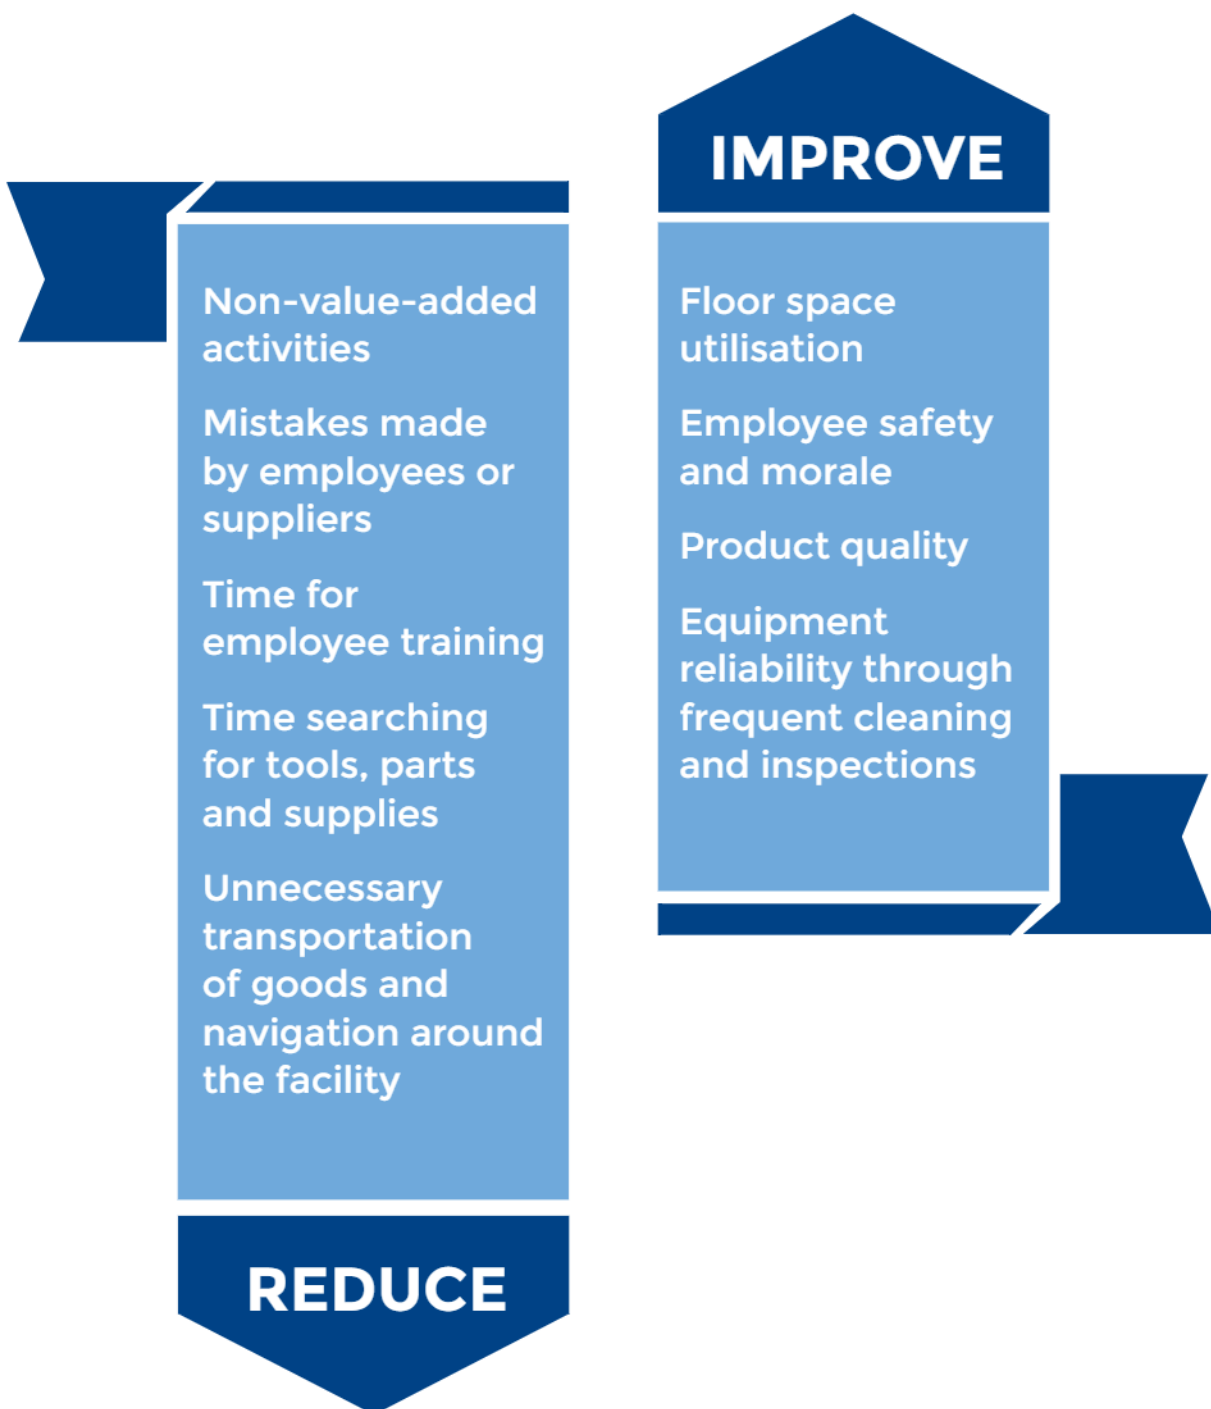 Non-value-added
activities
Mistakes made
by employees or
suppliers
Time for
employee training
Time searching
for tools, parts
and supplies
Unnecessary
transportation
of goods and
navigation around
the facility
REDUCE
IMPROVE
Floor space
utilisation
Employee safety
and morale
Product quality
Equipment
reliability through
frequent cleaning
and inspections